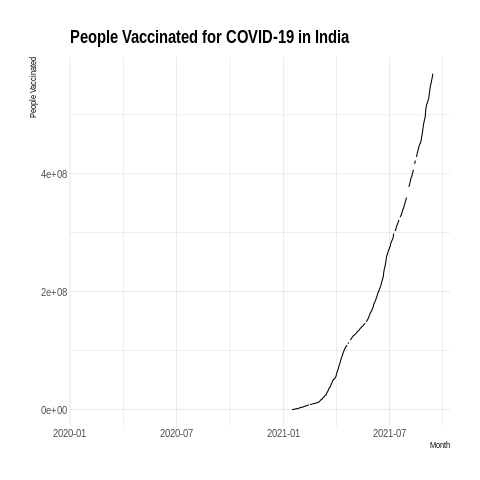 People Vaccinated for COVID-19 in India
People Vaccinated
4e+08
2e+08
0e+00
2020-01
2020-07
2021-01
2021-07
Month